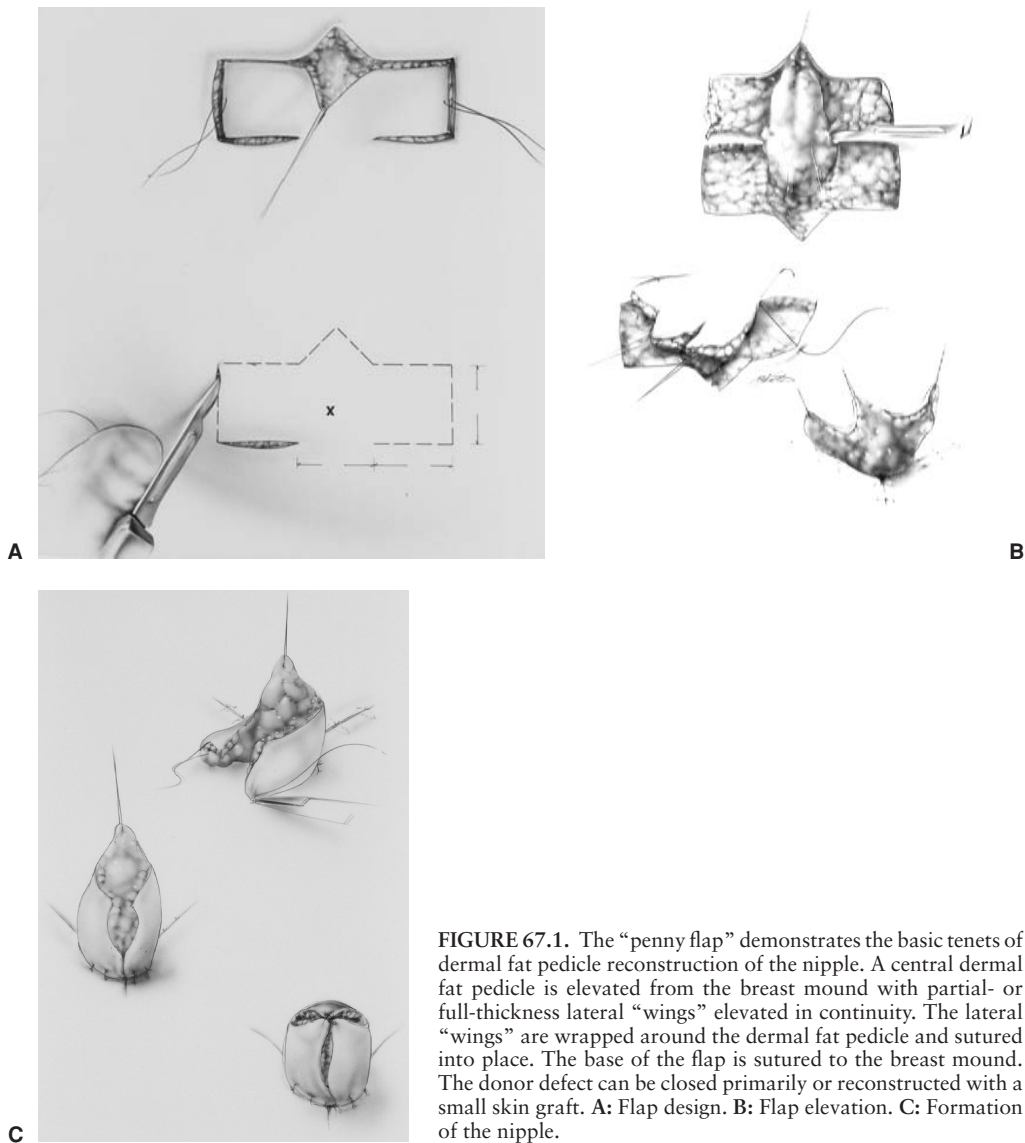 x
A
B
C
FIGURE 67.1. The “penny flap” demonstrates the basic tenets of
dermal fat pedicle reconstruction of the nipple. A central dermal
fat pedicle is elevated from the breast mound with partial- or
full-thickness lateral “wings” elevated in continuity. The lateral
“wings” are wrapped around the dermal fat pedicle and sutured
into place. The base of the flap is sutured to the breast mound.
The donor defect can be closed primarily or reconstructed with a
small skin graft. A: Flap design. B: Flap elevation. C: Formation
of the nipple.